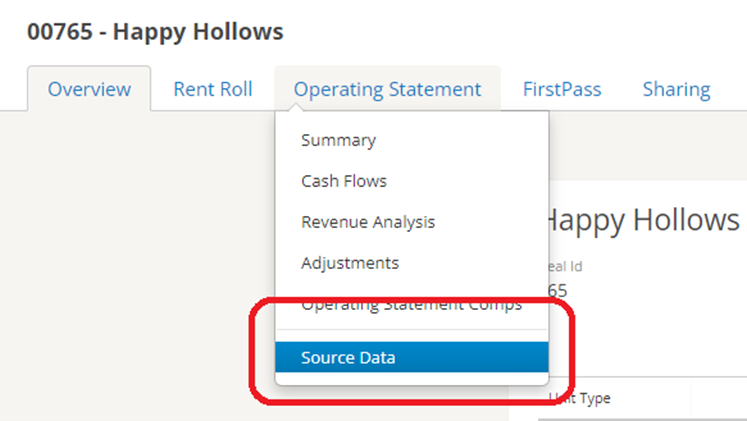 00765 - Happy Hollows
Overview Rent Roll Operating Statement FirstPass Sharing
Summary
Cash Flows
Revenue Analysis
Happy Hollows
Adjustments
eal Id
65
Operating Statement Comps
Source Data
Unit Type